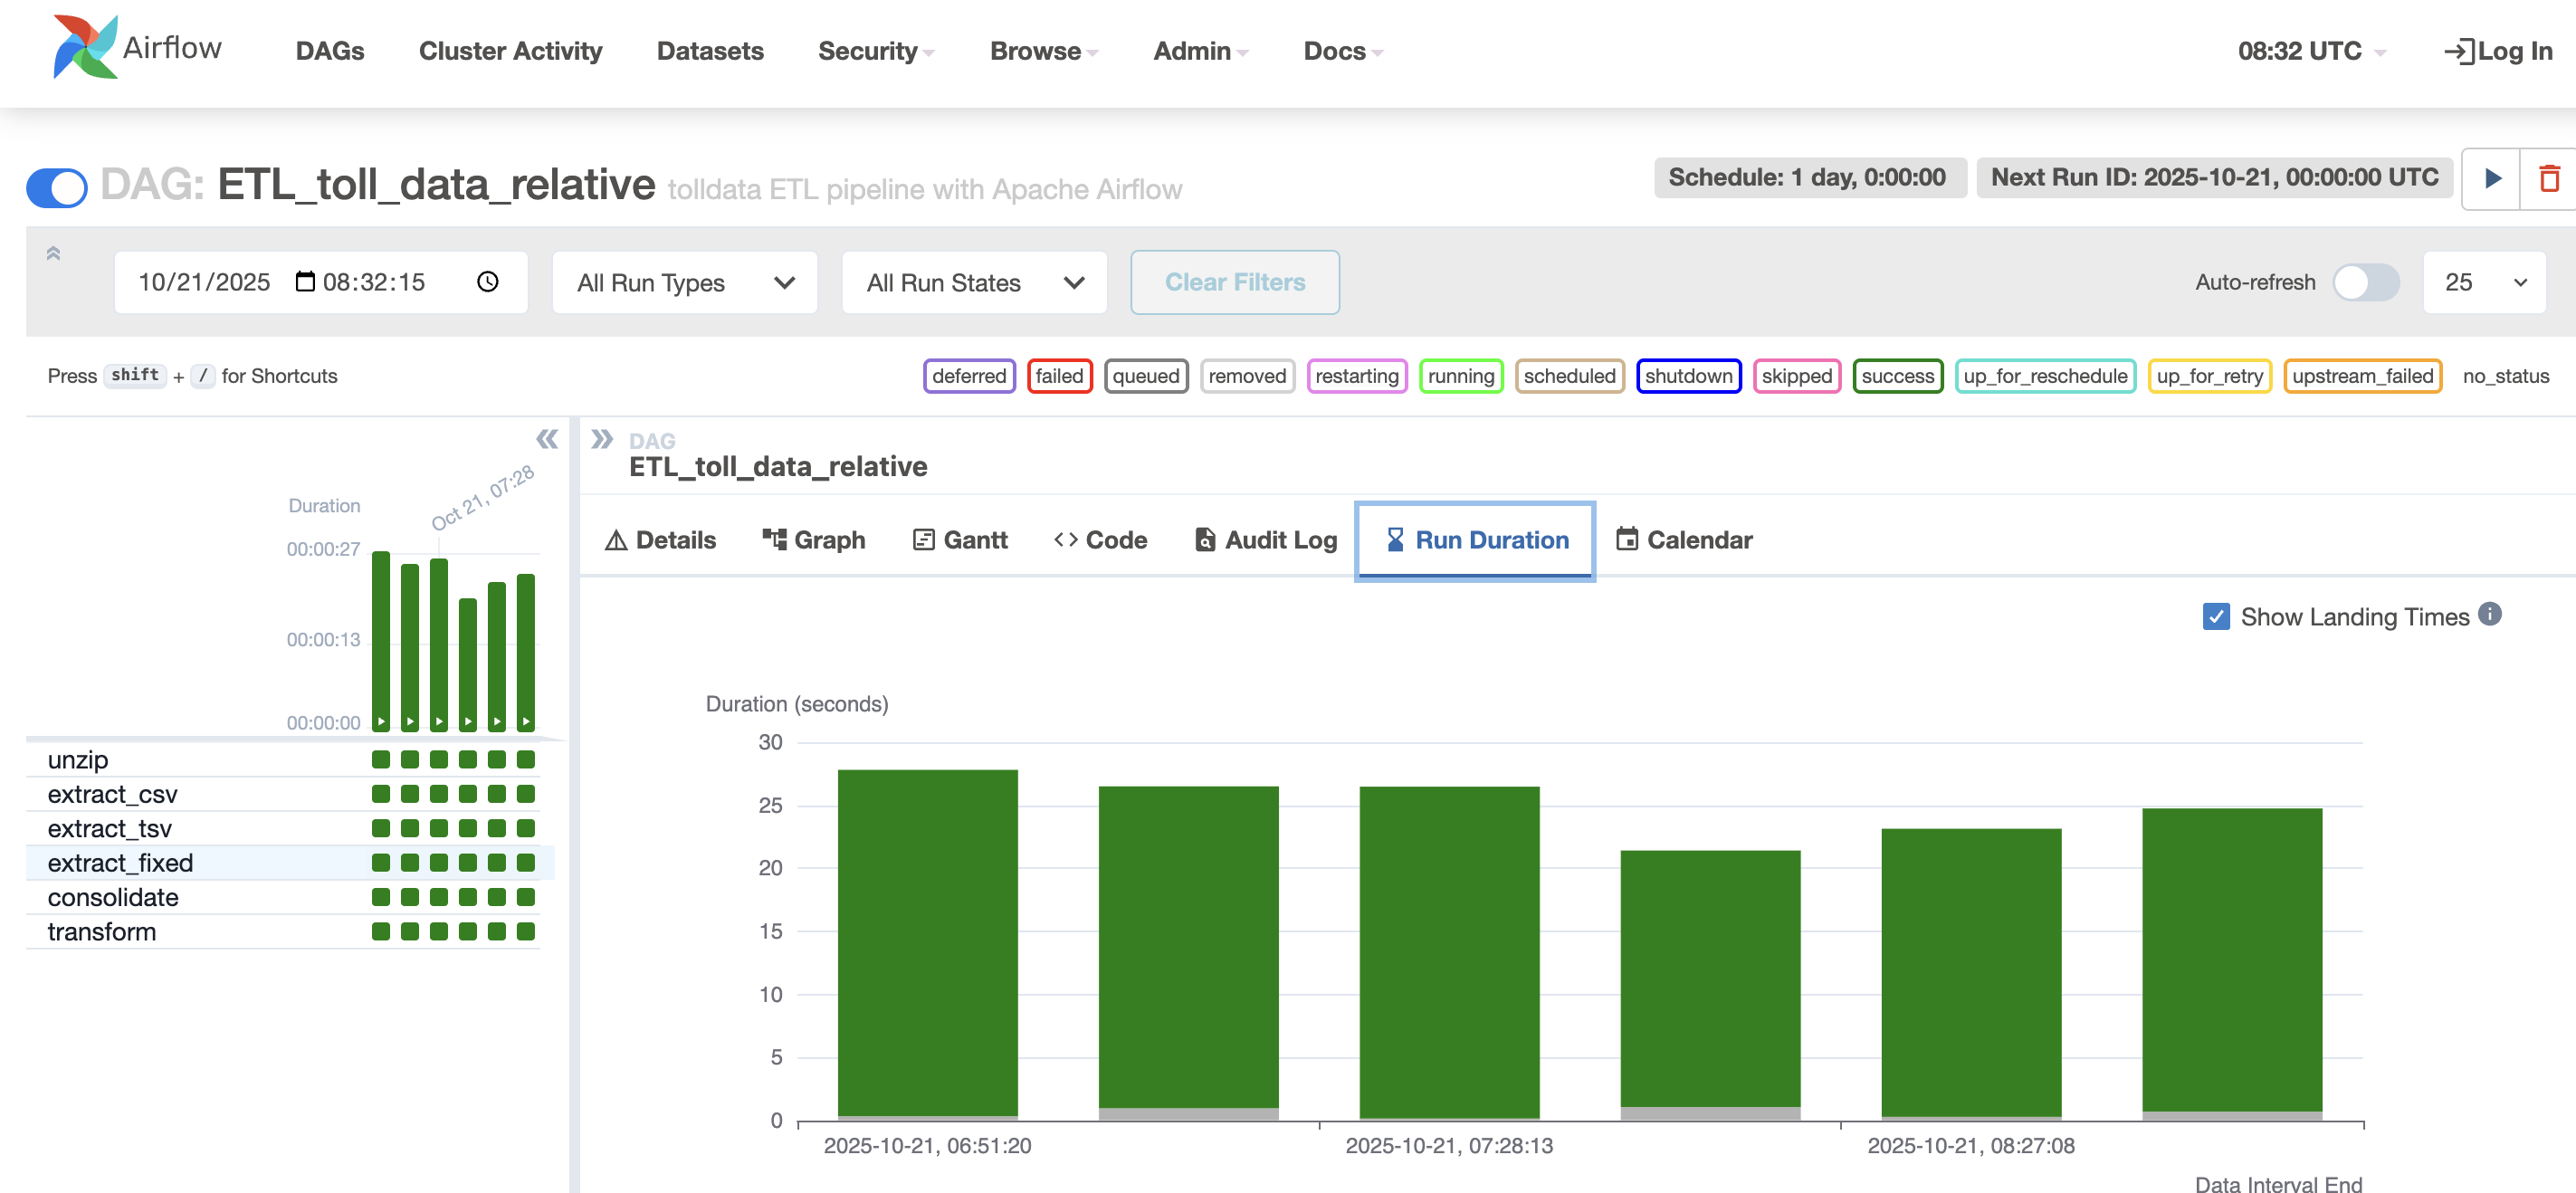 Airflow DAGs Cluster Activity Datasets Security Browse Admin Docs 08:32 UTC Log In
DAG: ETL_toll_data_relative tolldata ETL pipeline with Apache Airflow Schedule: 1 day, 0:00:00 Next Run ID: 2025-10-21, 00:00:00 UTC
10/21/2025 08:32:15 All Run Types All Run States Clear Filters Auto-refresh 25
Press shift + / for Shortcuts deferred failed queued removed restarting running scheduled shutdown skipped success up_for_reschedule up_for_retry upstream_failed no_status
Oct 21, 07:28
Duration
00:00:27
00:00:13
00:00:00
unzip
extract_csv
extract_tsv
extract_fixed
consolidate
transform
DAG
ETL_toll_data_relative
Details Graph Gantt Code Audit Log Run Duration Calendar
Show Landing Times
Duration (seconds)
30
25
20
15
10
5
0
2025-10-21, 06:51:20 2025-10-21, 07:28:13 2025-10-21, 08:27:08
Data Interval End